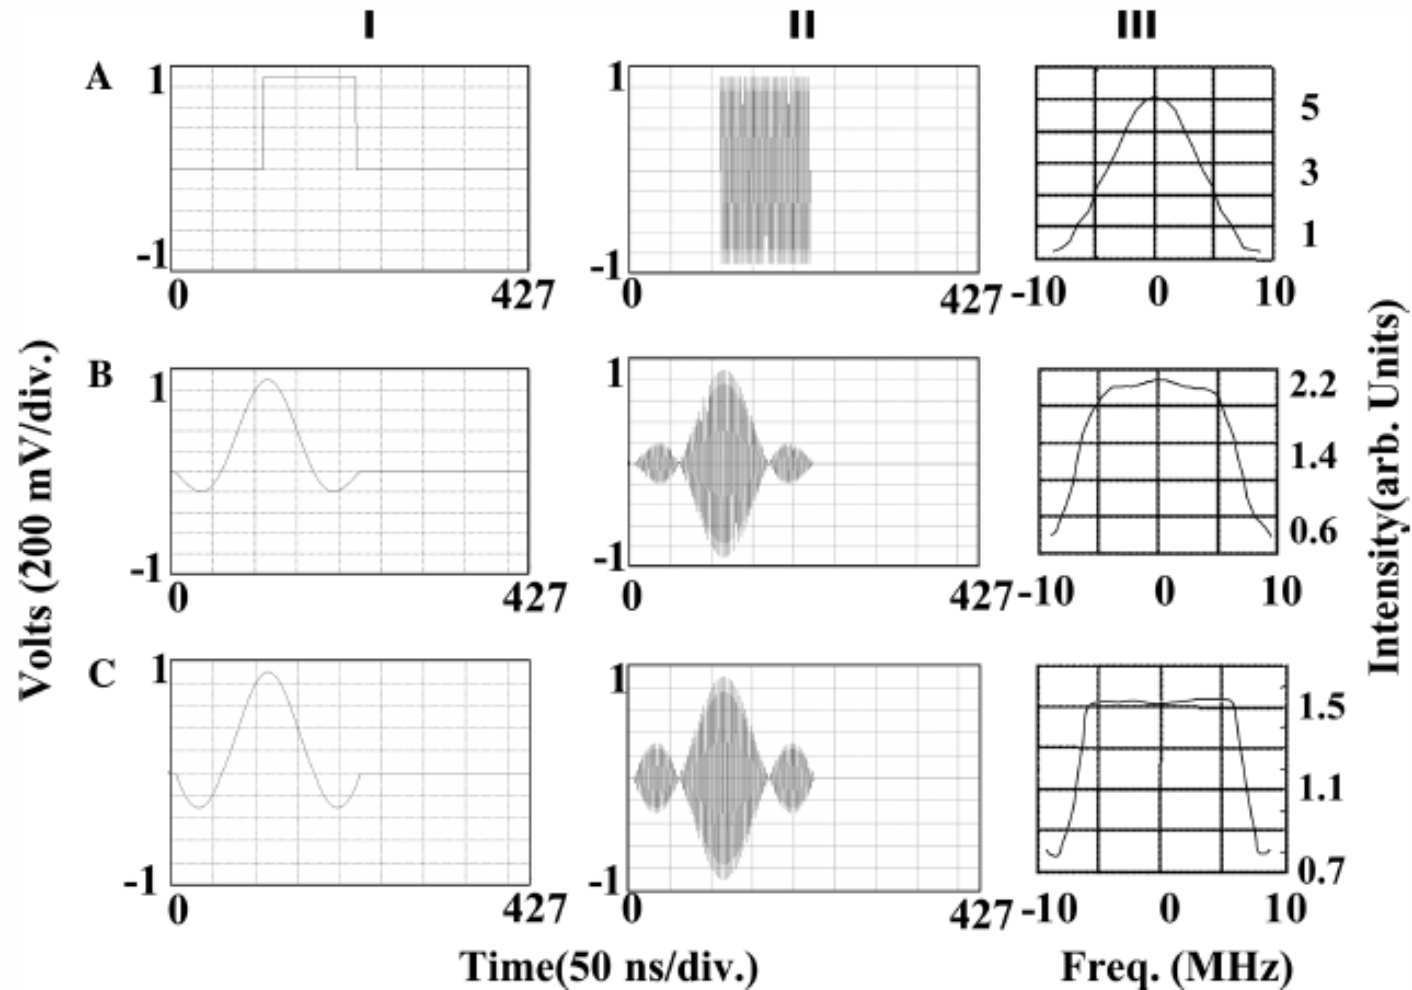 I II III
A 1 -1 0 427
1 -1 0 427
5 3 1 -10 0 10
B 1 -1 0 427
1 -1 0 427
2.2 1.4 0.6 -10 0 10
C 1 -1 0 427
1 -1 0 427
1.5 1.1 0.7 -10 0 10
Volts (200 mV/div.)
Intensity(arb. Units)
Time(50 ns/div.) Freq. (MHz)